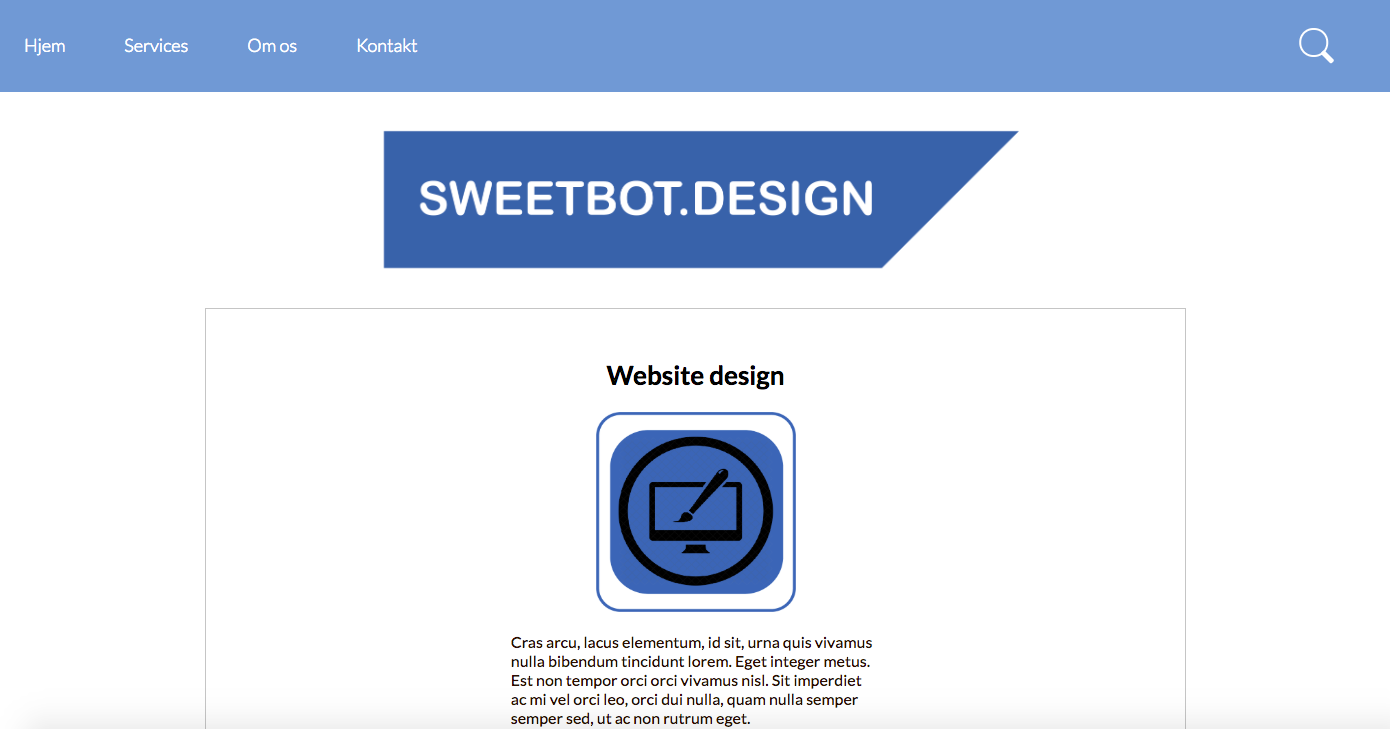 Hjem Services Om os Kontakt
SWEETBOT.DESIGN
Website design
Cras arcu, lacus elementum, id sit, urna quis vivamus
nulla bibendum tincidunt lorem. Eget integer metus.
Est non tempor orci orci vivamus nisl. Sit imperdiet
ac mi vel orci leo, orci dui nulla, quam nulla semper
semper sed, ut ac non rutrum eget.